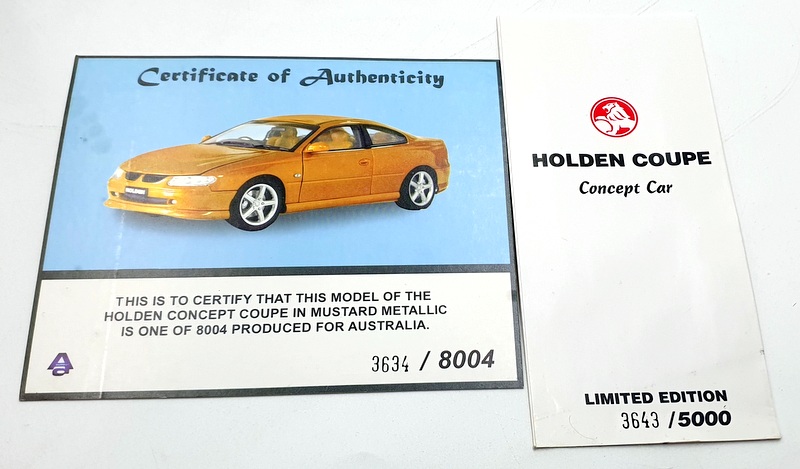 Certificate of Authenticity
HOLDEN
THIS IS TO CERTIFY THAT THIS MODEL OF THE
HOLDEN CONCEPT COUPE IN MUSTARD METALLIC
IS ONE OF 8004 PRODUCED FOR AUSTRALIA.
3634 / 8004
HOLDEN COUPE
Concept Car
LIMITED EDITION
3643 /5000